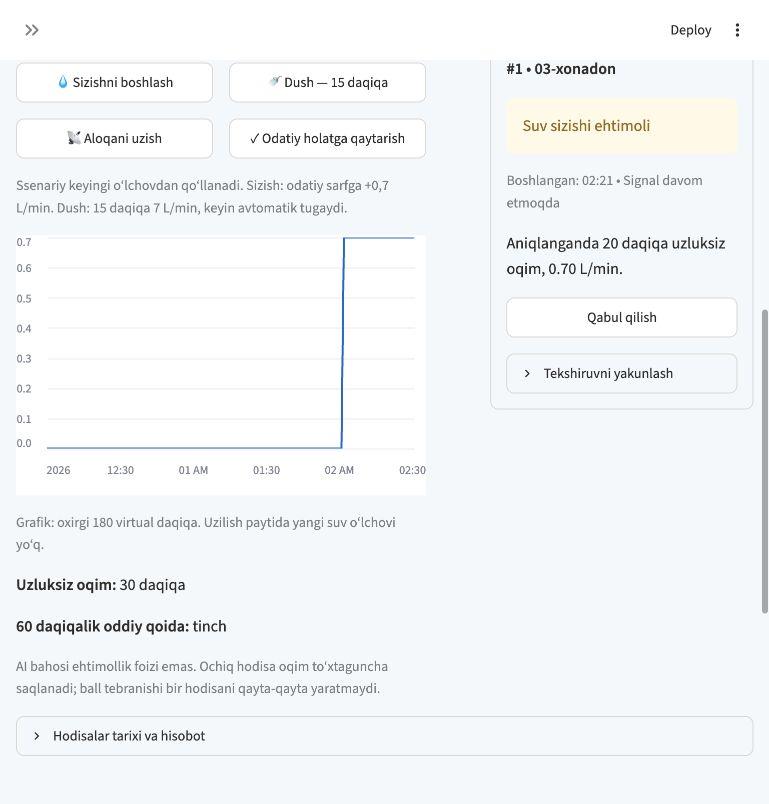 Deploy
💧 Sizishni boshlash
🚿 Dush — 15 daqiqa
📡 Aloqani uzish
✓ Odatiy holatga qaytarish
Ssenariy keyingi oʻlchovdan qoʻllanadi. Sizish: odatiy sarfga +0,7
L/min. Dush: 15 daqiqa 7 L/min, keyin avtomatik tugaydi.
0.7
0.6
0.5
0.4
0.3
0.2
0.1
0.0
2026 12:30 01 AM 01:30 02 AM 02:30
Grafik: oxirgi 180 virtual daqiqa. Uzilish paytida yangi suv oʻlchovi
yoʻq.
Uzluksiz oqim: 30 daqiqa
60 daqiqalik oddiy qoida: tinch
AI bahosi ehtimollik foizi emas. Ochiq hodisa oqim toʻxtaguncha
saqlanadi; ball tebranishi bir hodisani qayta-qayta yaratmaydi.
#1 • 03-xonadon
Suv sizishi ehtimoli
Boshlangan: 02:21 • Signal davom
etmoqda
Aniqlanganda 20 daqiqa uzluksiz
oqim, 0.70 L/min.
Qabul qilish
Tekshiruvni yakunlash
Hodisalar tarixi va hisobot